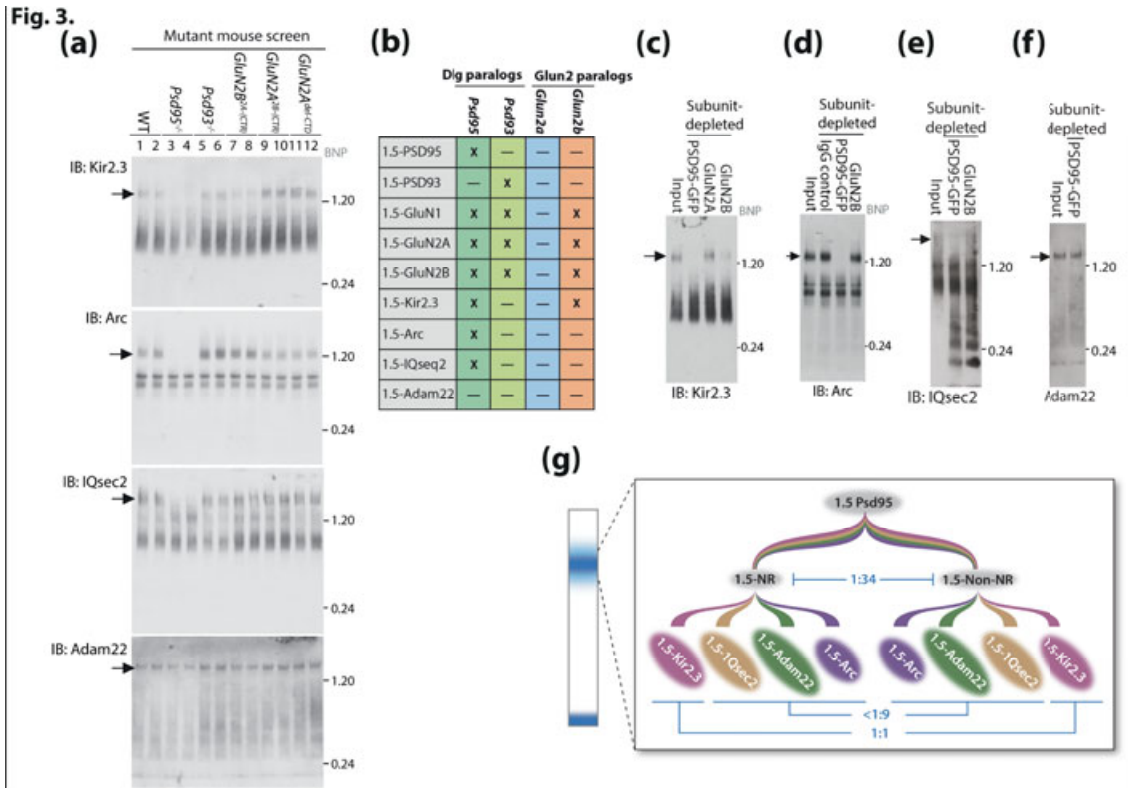 Fig. 3.
(a)
Mutant mouse screen
WT
Psd95-/-
Psd93-/-
GluN2B2A-(CTR)
GluN2A2B-(CTR)
GluN2Adel-CTD
1 2 3 4 5 6 7 8 9 10 11 12
BNP
IB: Kir2.3
1.20
0.24
IB: Arc
1.20
0.24
IB: IQsec2
1.20
0.24
IB: Adam22
1.20
0.24
(b)
Dlg paralogs Glun2 paralogs
Psd95 Psd93 Glun2a Glun2b
1.5-PSD95 X — — —
1.5-PSD93 — X — —
1.5-GluN1 X X — X
1.5-GluN2A X X — X
1.5-GluN2B X X — X
1.5-Kir2.3 X — — X
1.5-Arc X — — —
1.5-IQseq2 X — — —
1.5-Adam22 — — — —
(c)
Subunit-
depleted
Input
PSD95-GFP
GluN2A
GluN2B
BNP
1.20
0.24
IB: Kir2.3
(d)
Subunit-
depleted
Input
IgG control
PSD95-GFP
GluN2B
BNP
1.20
0.24
IB: Arc
(e)
Subunit-
depleted
Input
PSD95-GFP
GluN2B
1.20
0.24
IB: IQsec2
(f)
Subunit-
depleted
Input
PSD95-GFP
1.20
0.24
Adam22
(g)
1.5 Psd95
1.5-NR 1:34 1.5-Non-NR
1.5-Kir2.3 1.5-1Qsec2 1.5-Adam22 1.5-Arc 1.5-Arc 1.5-Adam22 1.5-1Qsec2 1.5-Kir2.3
<1:9
1:1